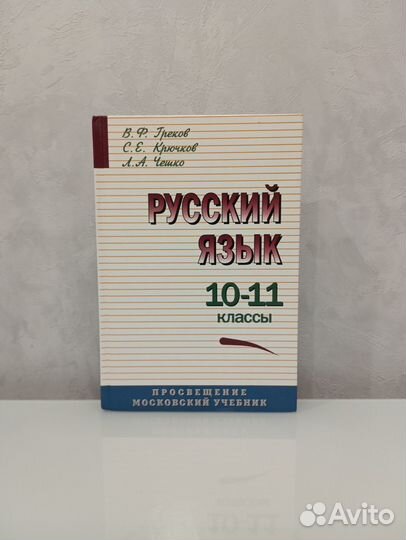 В. Ф. Греков
С. Е. Крючков
Л. А. Чешко
РУССКИЙ
ЯЗЫК
10-11
КЛАССЫ
ПРОСВЕЩЕНИЕ
МОСКОВСКИЙ УЧЕБНИК
Avito